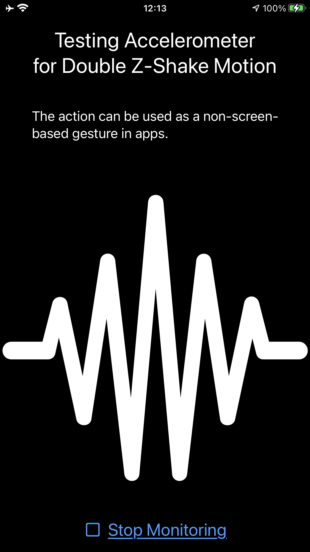 12:13
100%
Testing Accelerometer
for Double Z-Shake Motion
The action can be used as a non-screen-
based gesture in apps.
Stop Monitoring